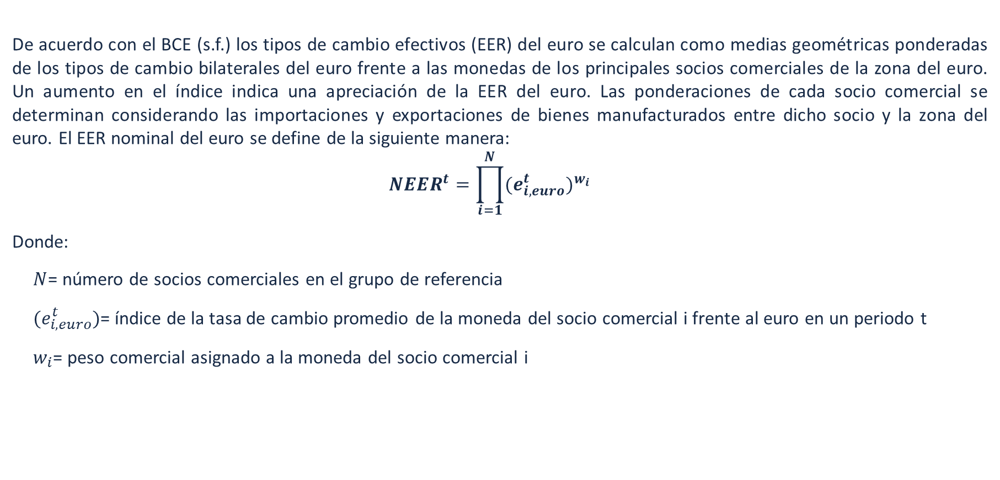 De acuerdo con el BCE (s.f.) los tipos de cambio efectivos (EER) del euro se calculan como medias geométricas ponderadas
de los tipos de cambio bilaterales del euro frente a las monedas de los principales socios comerciales de la zona del euro.
Un aumento en el índice indica una apreciación de la EER del euro. Las ponderaciones de cada socio comercial se
determinan considerando las importaciones y exportaciones de bienes manufacturados entre dicho socio y la zona del
euro. El EER nominal del euro se define de la siguiente manera:
$NEER^t = \prod_{i=1}^{N} (e^t_{i,euro})^{w_i}$
Donde:
$N$= número de socios comerciales en el grupo de referencia
$(e^t_{i,euro})$= índice de la tasa de cambio promedio de la moneda del socio comercial i frente al euro en un periodo t
$w_i$= peso comercial asignado a la moneda del socio comercial i